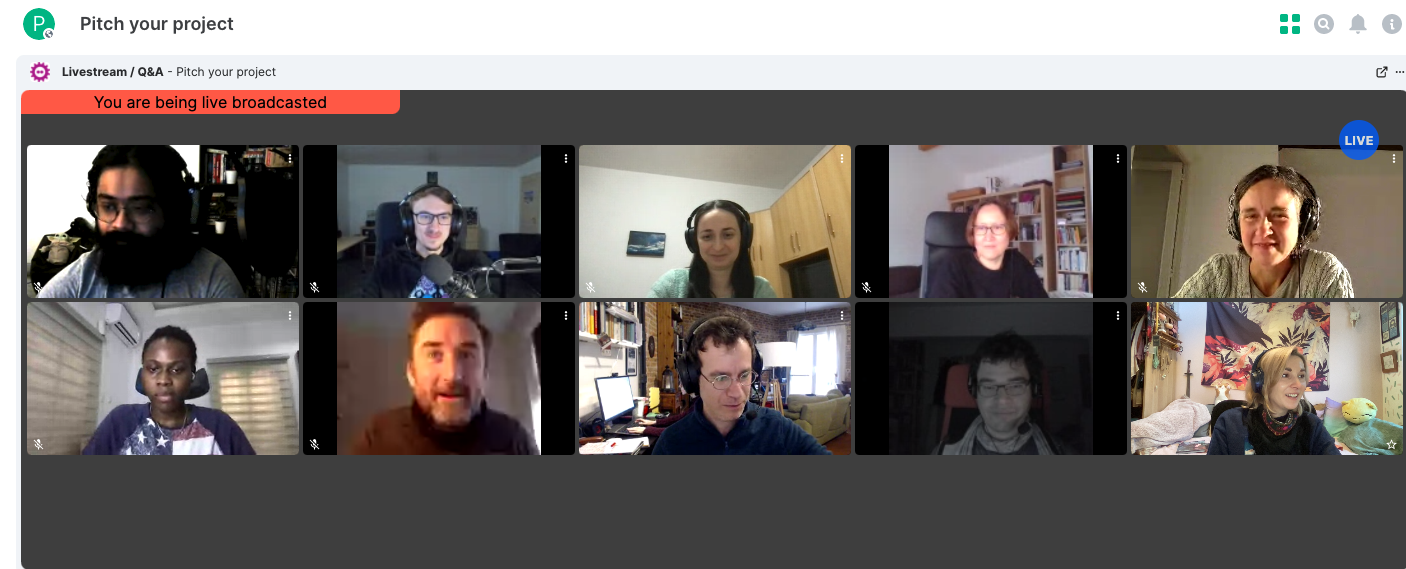 P
Pitch your project
Livestream / Q&A - Pitch your project
You are being live broadcasted
LIVE